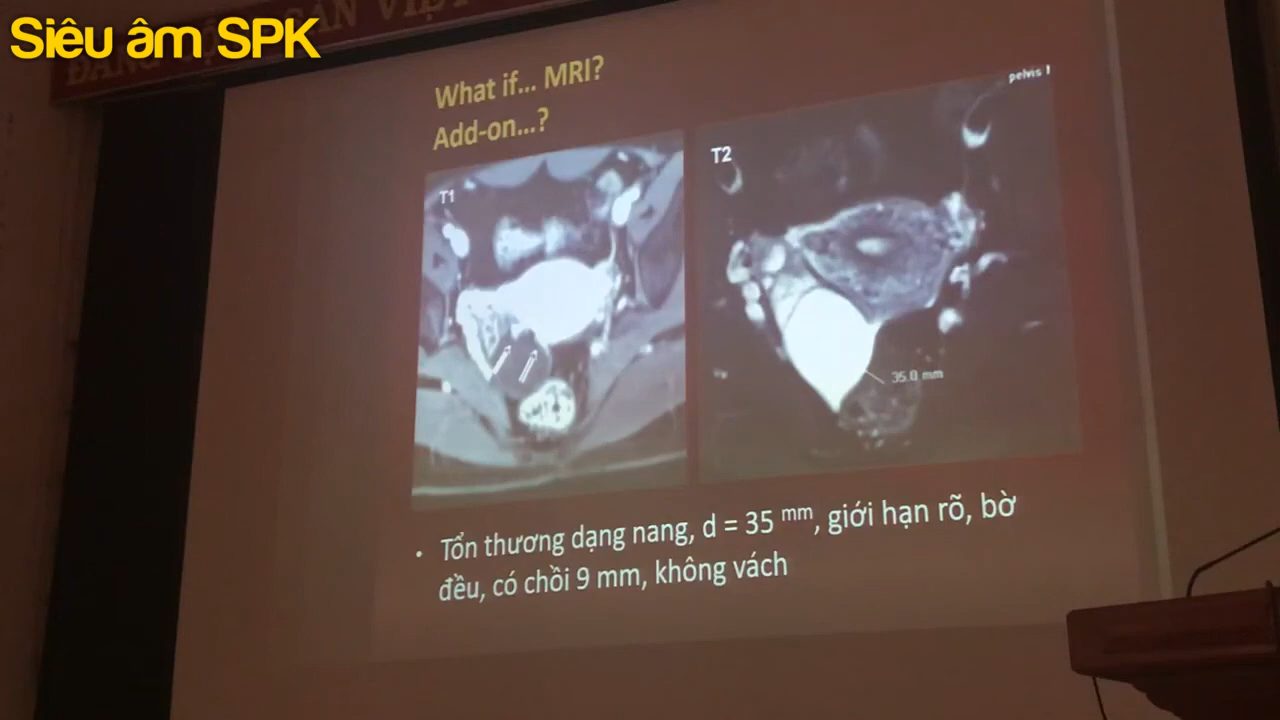 Siêu âm SPK
What if... MRI?
Add-on...?
T1
T2
pelvis
35.0 mm
• Tổn thương dạng nang, d = 35 mm, giới hạn rõ, bờ
đều, có chồi 9 mm, không vách